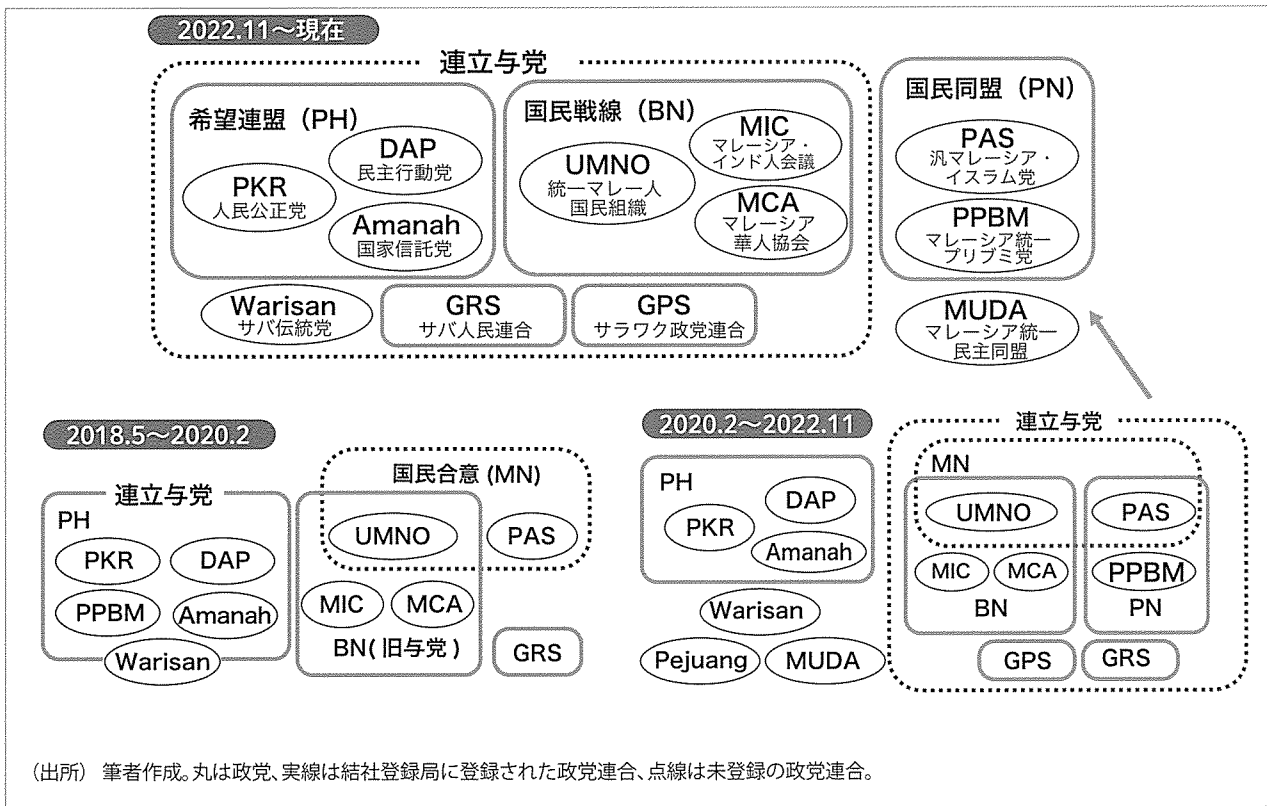 2022.11～現在
連立与党
希望連盟（PH）
DAP
民主行動党
PKR
人民公正党
Amanah
国家信託党
国民戦線（BN）
MIC
マレーシア・
インド人会議
UMNO
統一マレー人
国民組織
MCA
マレーシア
華人協会
Warisan
サバ伝統党
GRS
サバ人民連合
GPS
サラワク政党連合
国民同盟（PN）
PAS
汎マレーシア・
イスラム党
PPBM
マレーシア統一
プリブミ党
MUDA
マレーシア統一
民主同盟
2018.5～2020.2
連立与党
PH
PKR
DAP
PPBM
Amanah
Warisan
国民合意 (MN)
UMNO
PAS
MIC
MCA
BN( 旧与党 )
GRS
2020.2～2022.11
PH
DAP
PKR
Amanah
Warisan
Pejuang
MUDA
連立与党
MN
UMNO
PAS
MIC
MCA
PPBM
BN
PN
GPS
GRS
（出所） 筆者作成。丸は政党、実線は結社登録局に登録された政党連合、点線は未登録の政党連合。